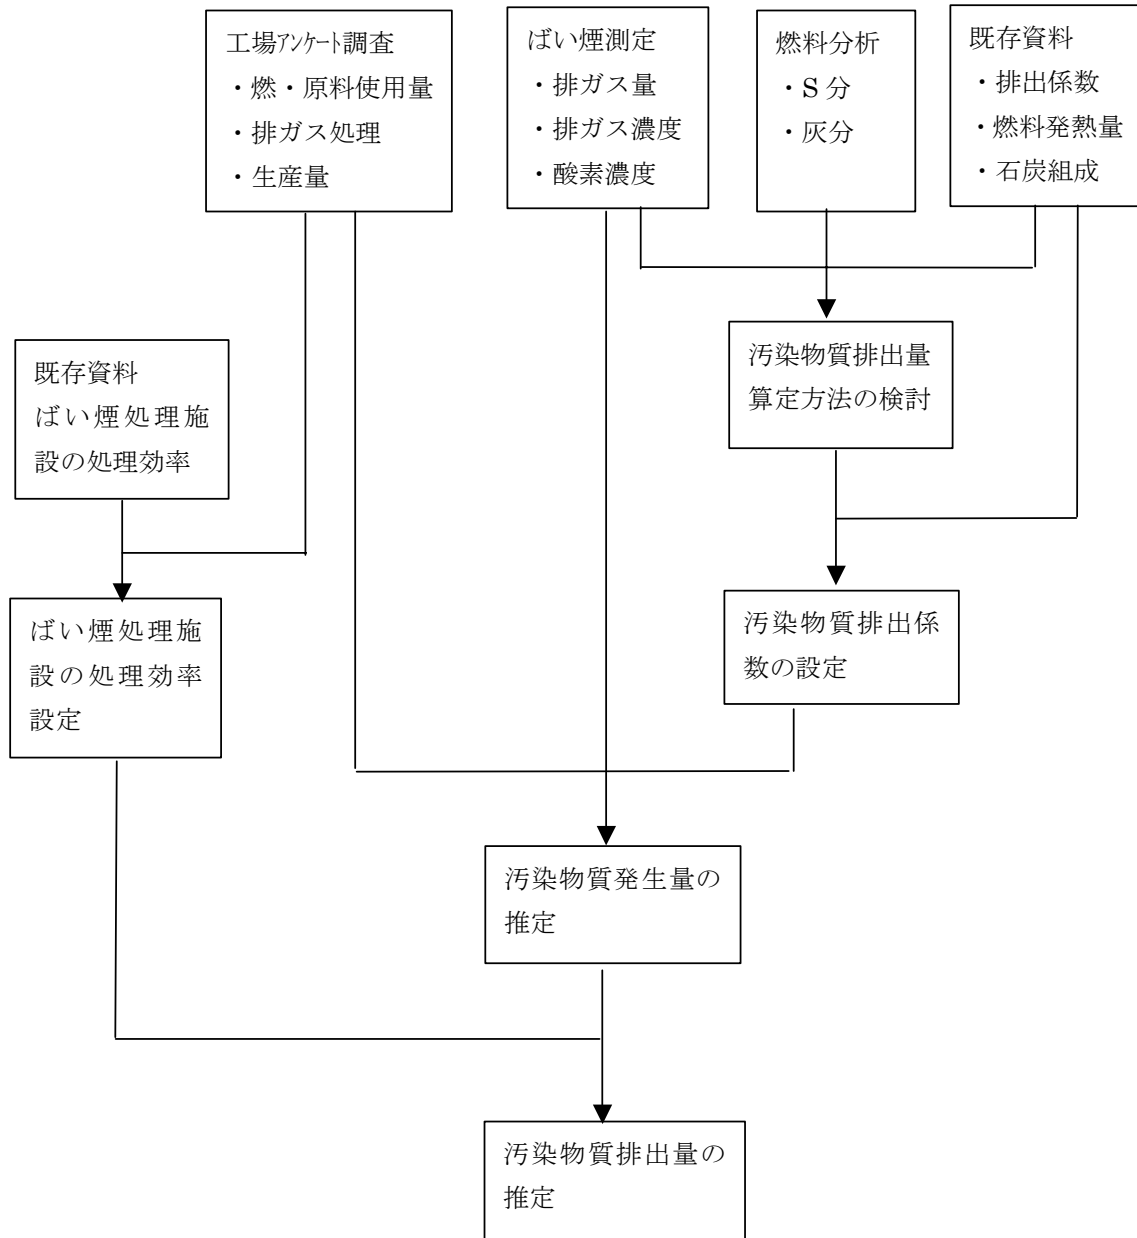 工場ｱﾝｹｰﾄ調査
・燃・原料使用量
・排ガス処理
・生産量
ばい煙測定
・排ガス量
・排ガス濃度
・酸素濃度
燃料分析
・S 分
・灰分
既存資料
・排出係数
・燃料発熱量
・石炭組成
汚染物質排出量
算定方法の検討
既存資料
ばい煙処理施
設の処理効率
ばい煙処理施
設の処理効率
設定
汚染物質排出係
数の設定
汚染物質発生量の
推定
汚染物質排出量の
推定